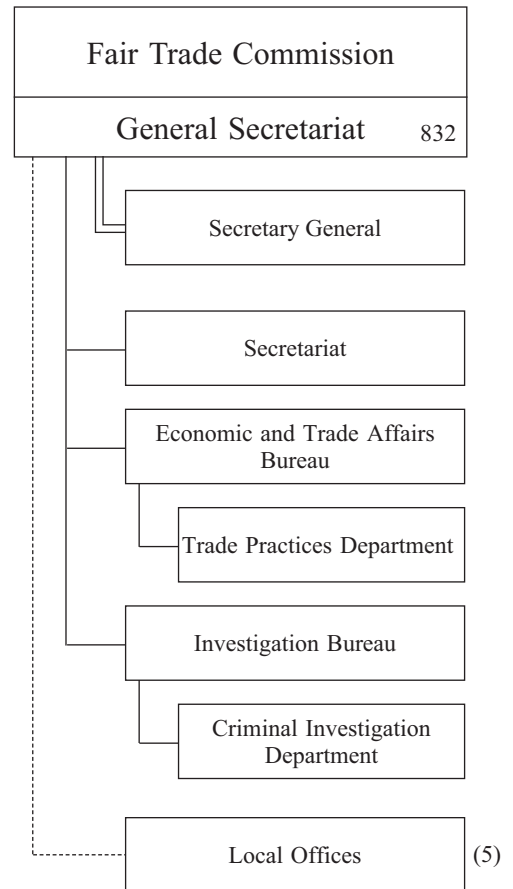 Fair Trade Commission
General Secretariat 832
Secretary General
Secretariat
Economic and Trade Affairs
Bureau
Trade Practices Department
Investigation Bureau
Criminal Investigation
Department
Local Offices (5)